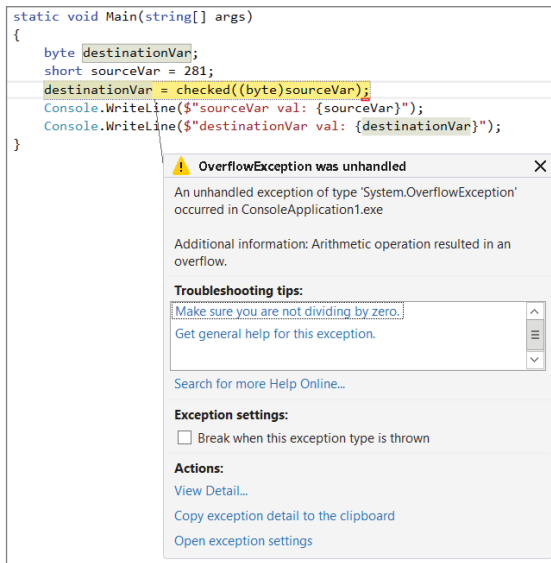 static void Main(string[] args)
{
    byte destinationVar;
    short sourceVar = 281;
    destinationVar = checked((byte)sourceVar);
    Console.WriteLine($"sourceVar val: {sourceVar}");
    Console.WriteLine($"destinationVar val: {destinationVar}");
}
OverflowException was unhandled
An unhandled exception of type 'System.OverflowException'
occurred in ConsoleApplication1.exe
Additional information: Arithmetic operation resulted in an
overflow.
Troubleshooting tips:
Make sure you are not dividing by zero.
Get general help for this exception.
Search for more Help Online...
Exception settings:
Break when this exception type is thrown
Actions:
View Detail...
Copy exception detail to the clipboard
Open exception settings